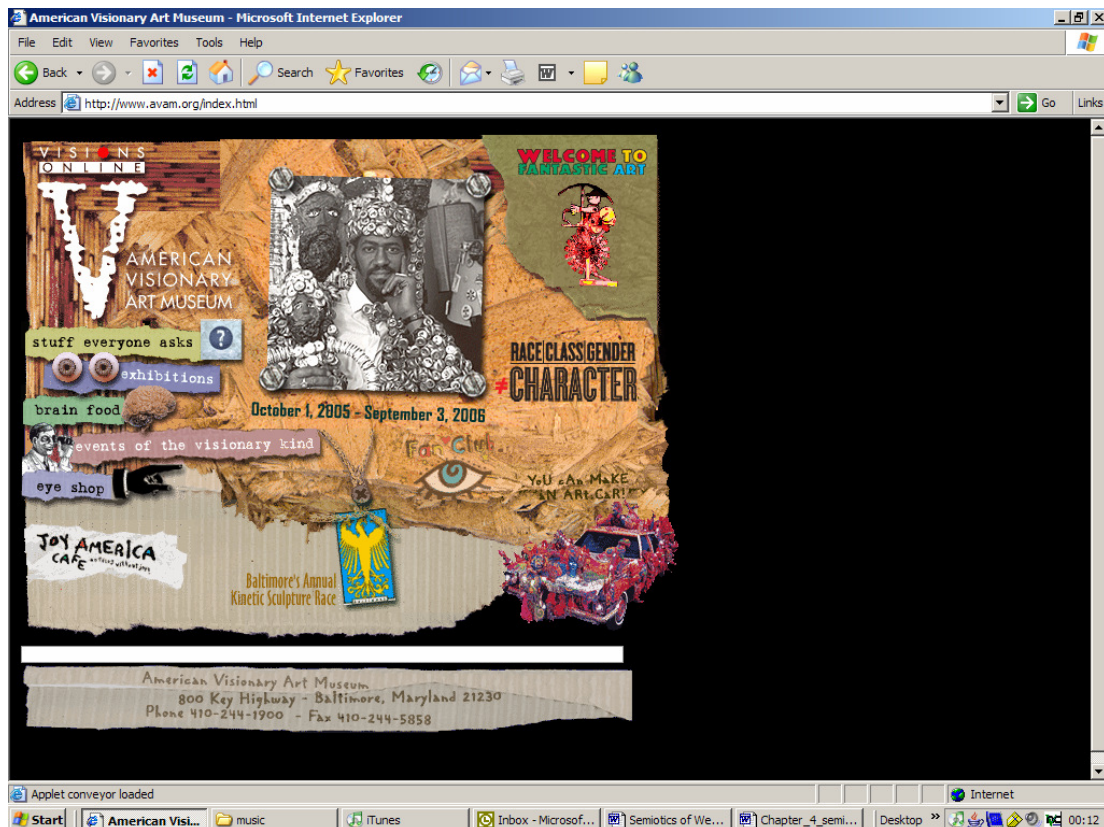 American Visionary Art Museum - Microsoft Internet Explorer
File Edit View Favorites Tools Help
Back Search Favorites
Address http://www.avam.org/index.html Go Links
VISIONS
ONLINE
V
AMERICAN
VISIONARY
ART MUSEUM
WELCOME TO
FANTASTIC ART
stuff everyone asks ?
exhibitions
brain food
events of the visionary kind
eye shop
RACE|CLASS|GENDER
≠CHARACTER
October 1, 2005 - September 3, 2006
Fan Club
YoU cAn MaKE
AN ARt CaR!
JOY AMERICA
CAFE
Baltimore's Annual
Kinetic Sculpture Race
American Visionary Art Museum
800 Key Highway - Baltimore, Maryland 21230
Phone 410-244-1900 - Fax 410-244-5858
Applet conveyor loaded Internet
Start American Visi... music iTunes Inbox - Microsof... Semiotics of We... Chapter_4_semi... Desktop » 00:12